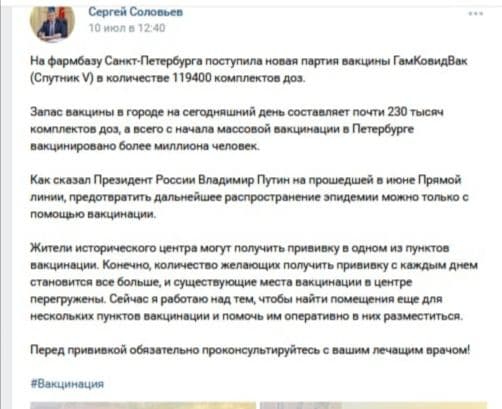 Сергей Соловьев
10 июл в 12:40
На фармбазу Санкт-Петербурга поступила новая партия вакцины ГамКовидВак
(Спутник V) в количестве 119400 комплектов доз.
Запас вакцины в городе на сегодняшний день составляет почти 230 тысяч
комплектов доз, а всего с начала массовой вакцинации в Петербурге
вакцинировано более миллиона человек.
Как сказал Президент России Владимир Путин на прошедшей в июне Прямой
линии, предотвратить дальнейшее распространение эпидемии можно только с
помощью вакцинации.
Жители исторического центра могут получить прививку в одном из пунктов
вакцинации. Конечно, количество желающих получить прививку с каждым днем
становится все больше, и существующие места вакцинации в центре
перегружены. Сейчас я работаю над тем, чтобы найти помещения еще для
нескольких пунктов вакцинации и помочь им оперативно в них разместиться.
Перед прививкой обязательно проконсультируйтесь с вашим лечащим врачом!
#Вакцинация